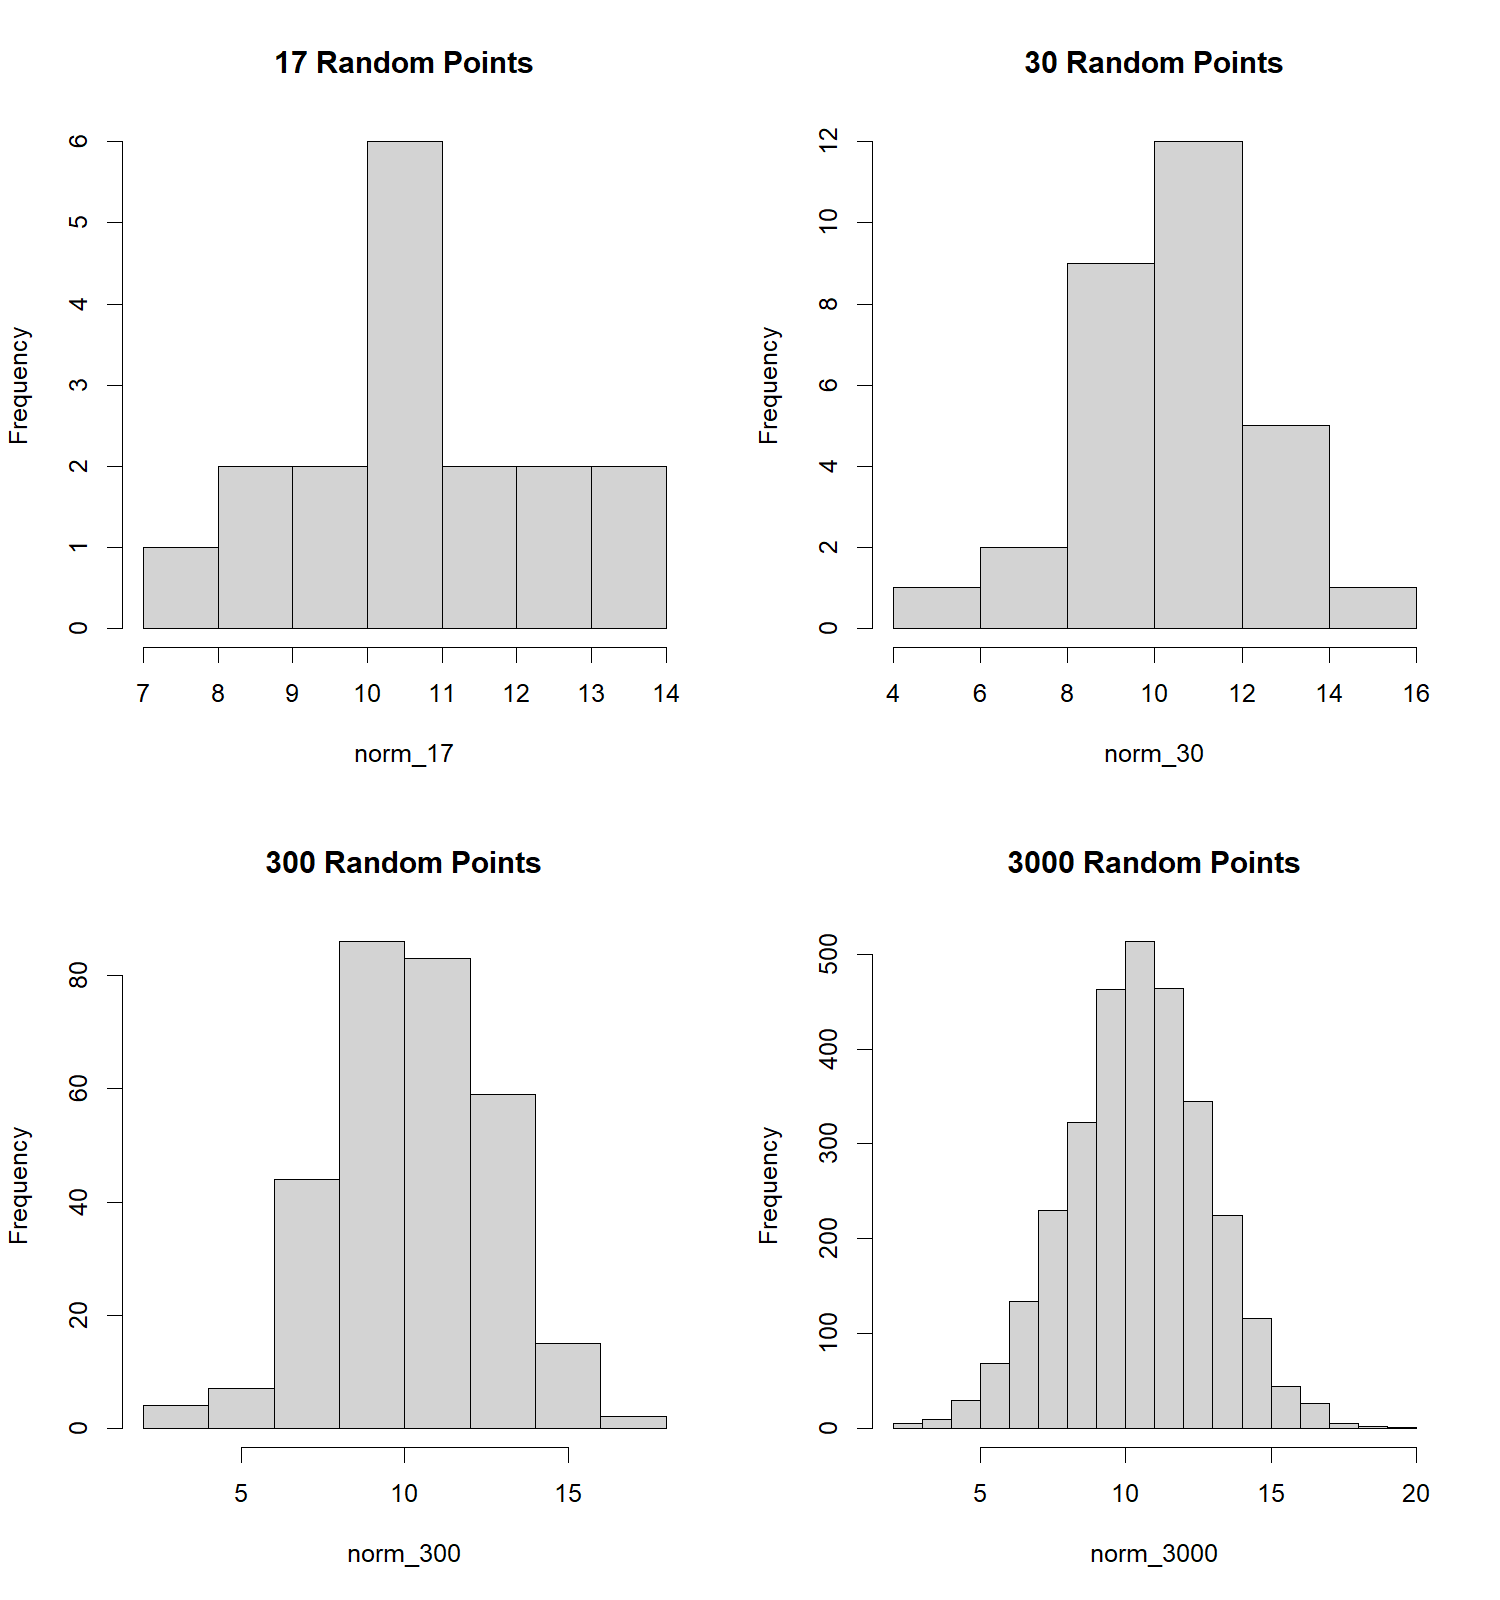 17 Random Points
Frequency
0 1 2 3 4 5 6
7 8 9 10 11 12 13 14
norm_17
30 Random Points
Frequency
0 2 4 6 8 10 12
4 6 8 10 12 14 16
norm_30
300 Random Points
Frequency
0 20 40 60 80
5 10 15
norm_300
3000 Random Points
Frequency
0 100 200 300 400 500
5 10 15 20
norm_3000